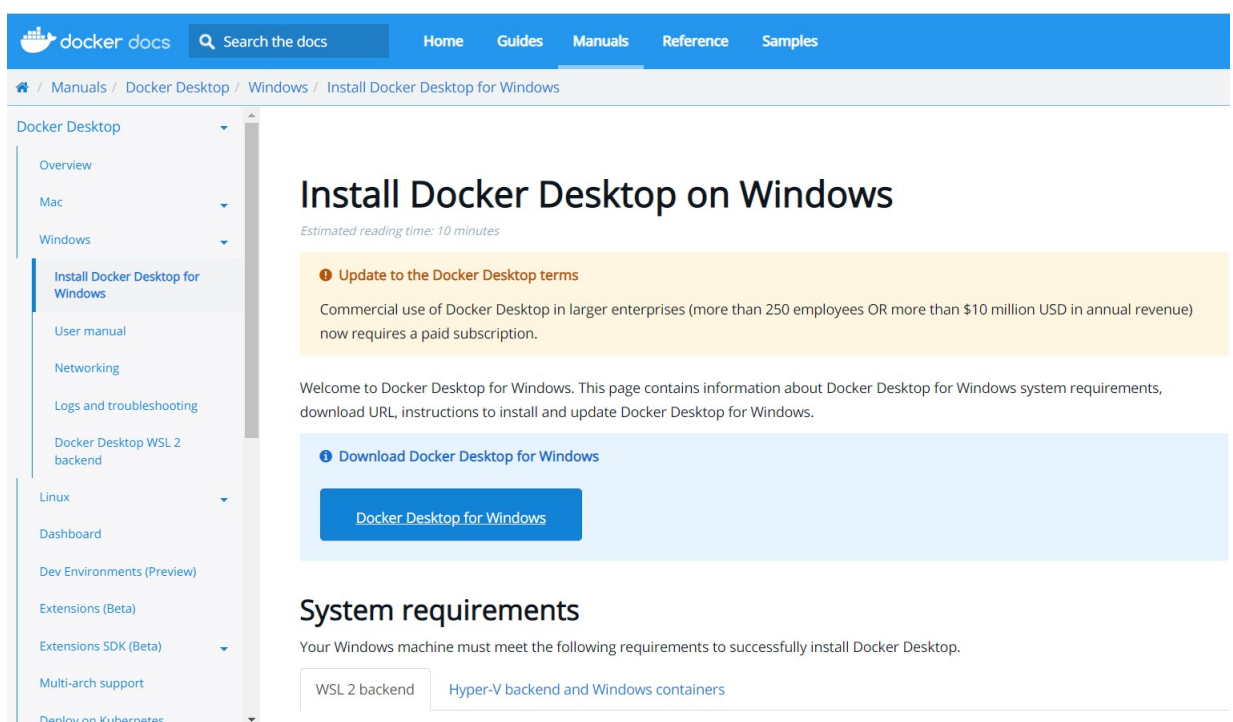 docker docs
Search the docs
Home
Guides
Manuals
Reference
Samples
/ Manuals / Docker Desktop / Windows / Install Docker Desktop for Windows
Docker Desktop
Overview
Mac
Windows
Install Docker Desktop for
Windows
User manual
Networking
Logs and troubleshooting
Docker Desktop WSL 2
backend
Linux
Dashboard
Dev Environments (Preview)
Extensions (Beta)
Extensions SDK (Beta)
Multi-arch support
Deploy on Kubernetes
Install Docker Desktop on Windows
Estimated reading time: 10 minutes
Update to the Docker Desktop terms
Commercial use of Docker Desktop in larger enterprises (more than 250 employees OR more than $10 million USD in annual revenue)
now requires a paid subscription.
Welcome to Docker Desktop for Windows. This page contains information about Docker Desktop for Windows system requirements,
download URL, instructions to install and update Docker Desktop for Windows.
Download Docker Desktop for Windows
Docker Desktop for Windows
System requirements
Your Windows machine must meet the following requirements to successfully install Docker Desktop.
WSL 2 backend
Hyper-V backend and Windows containers